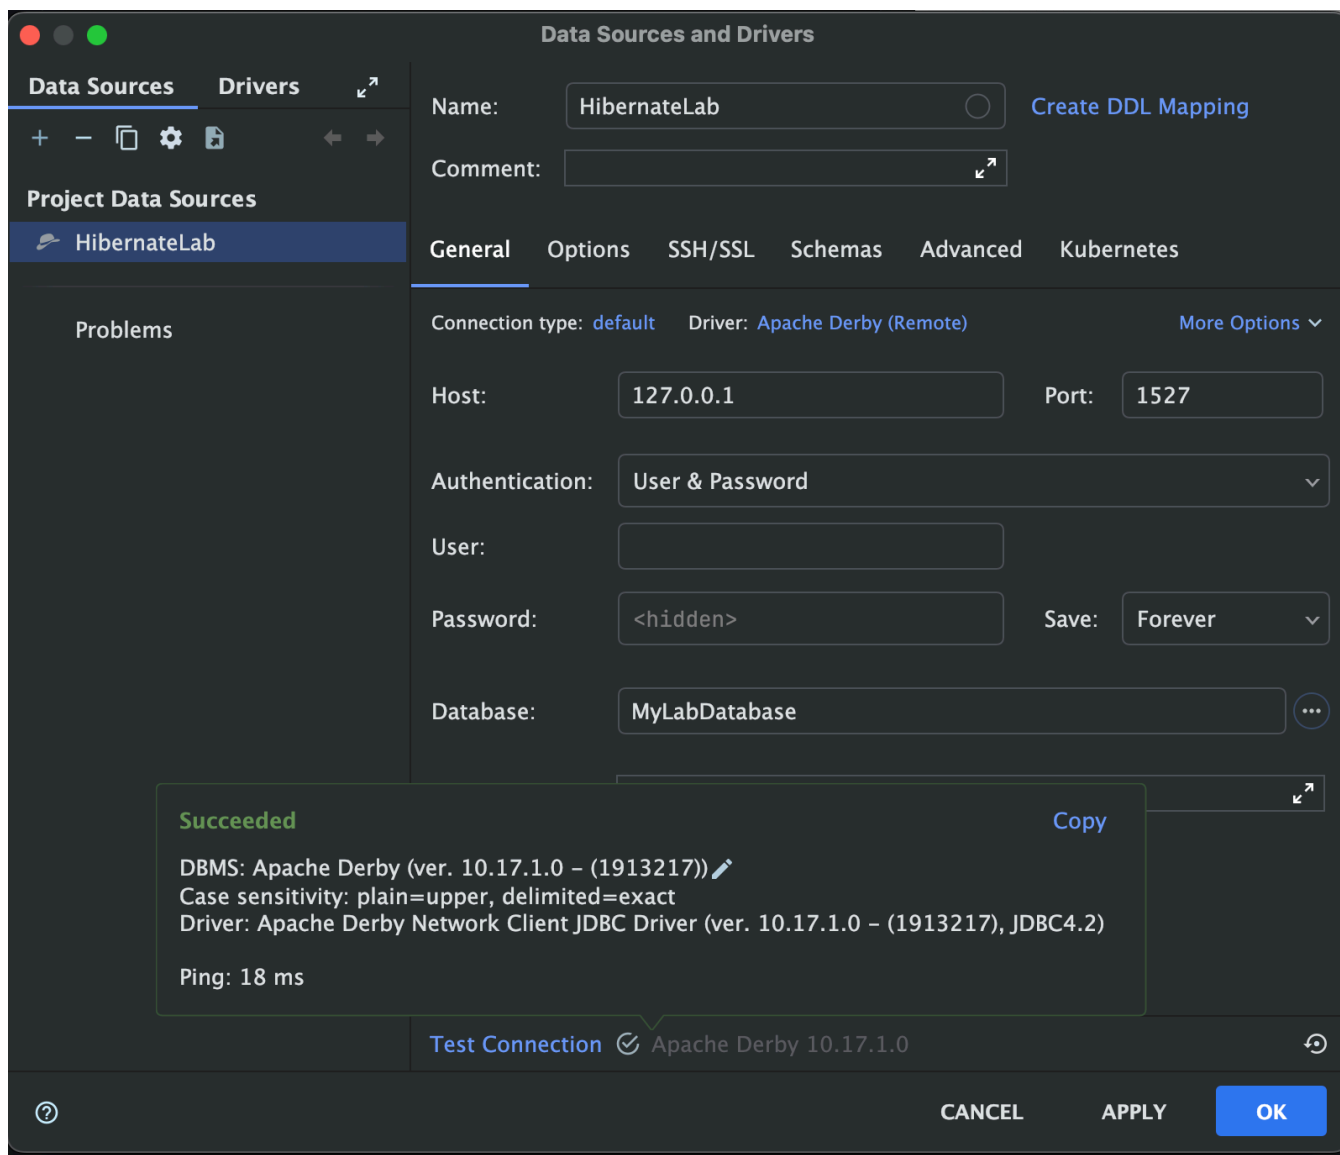 Data Sources and Drivers
Data Sources Drivers
Project Data Sources
HibernateLab
Problems
Name: HibernateLab Create DDL Mapping
Comment:
General Options SSH/SSL Schemas Advanced Kubernetes
Connection type: default Driver: Apache Derby (Remote) More Options
Host: 127.0.0.1 Port: 1527
Authentication: User & Password
User:
Password: <hidden> Save: Forever
Database: MyLabDatabase
Succeeded Copy
DBMS: Apache Derby (ver. 10.17.1.0 – (1913217))
Case sensitivity: plain=upper, delimited=exact
Driver: Apache Derby Network Client JDBC Driver (ver. 10.17.1.0 – (1913217), JDBC4.2)
Ping: 18 ms
Test Connection Apache Derby 10.17.1.0
CANCEL APPLY OK